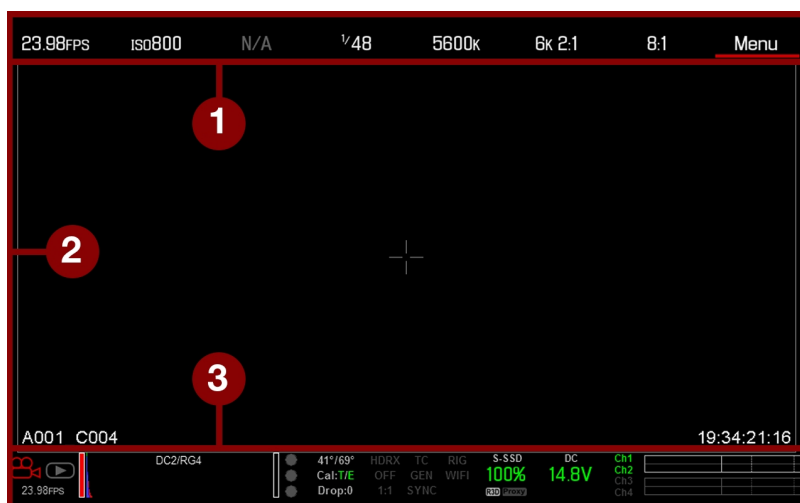 23.98FPS ISO800 N/A 1/48 5600K 6K 2:1 8:1 Menu
1
2
3
A001 C004 19:34:21:16
DC2/RG4
23.98FPS
41°/69° HDRX TC RIG
Cal:T/E OFF GEN WIFI
Drop:0 1:1 SYNC
S-SSD DC
100% 14.8V
R3D Proxy
Ch1
Ch2
Ch3
Ch4